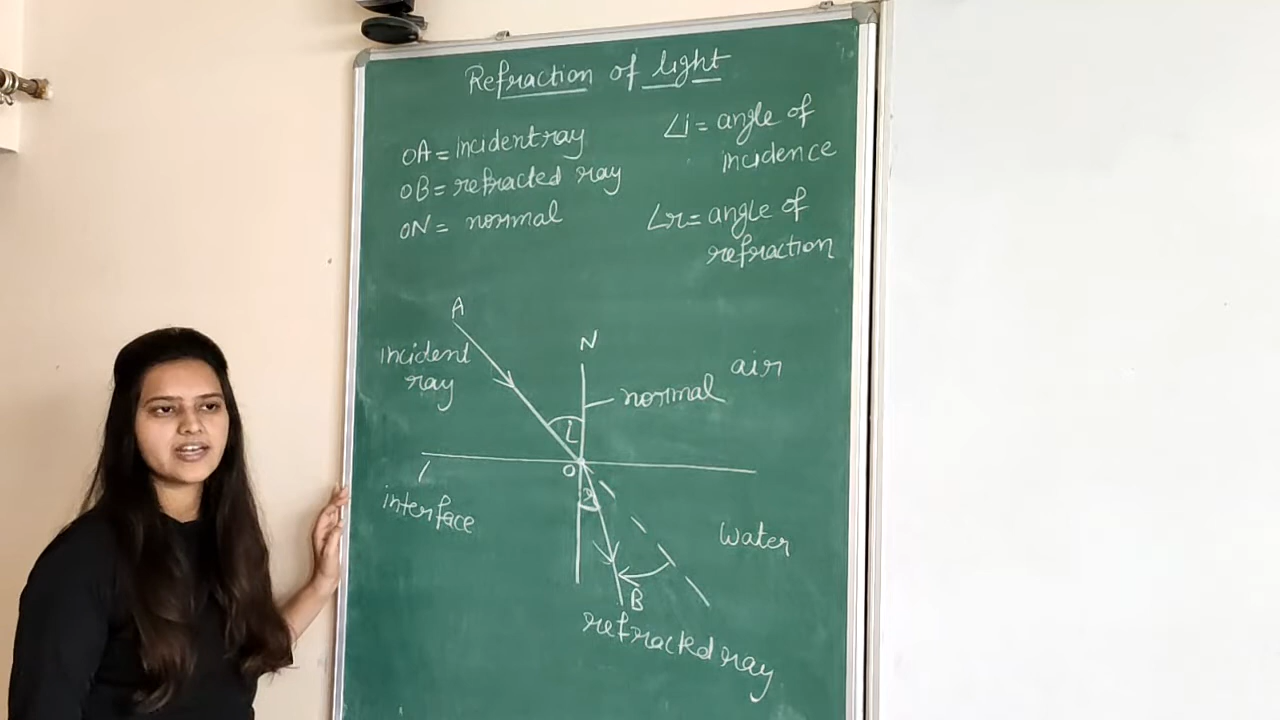 Refraction of light
OA = incident ray
OB = refracted ray
ON = normal
∠i = angle of
incidence
∠r = angle of
refraction
A
N
incident
ray
air
normal
i
O
interface
r
water
B
refracted ray